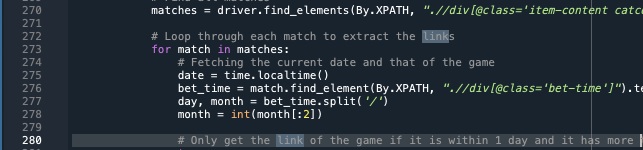 270 matches = driver.find_elements(By.XPATH, ".//div[@class='item-content
271
272 # Loop through each match to extract the links
273 for match in matches:
274 # Fetching the current date and that of the game
275 date = time.localtime()
276 bet_time = match.find_element(By.XPATH, ".//div[@class='bet-time']").te
277 day, month = bet_time.split('/')
278 month = int(month[:2])
279
280 # Only get the link of the game if it is within 1 day and it has more